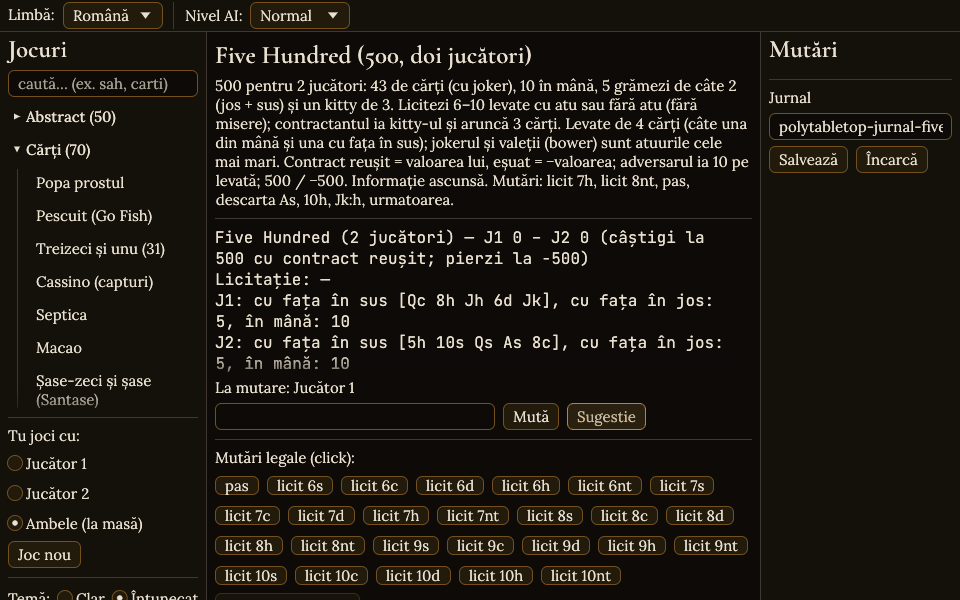 Limbă: Română Nivel AI: Normal
Jocuri
caută... (ex. sah, carti)
Abstract (50)
Cărți (70)
Popa prostul
Pescuit (Go Fish)
Treizeci și unu (31)
Cassino (capturi)
Septica
Macao
Șase-zeci și șase
(Santase)
Tu joci cu:
Jucător 1
Jucător 2
Ambele (la masă)
Joc nou
Temă: Clar Întunecat
Five Hundred (500, doi jucători)
500 pentru 2 jucători: 43 de cărți (cu joker), 10 în mână, 5 grămezi de câte 2
(jos + sus) și un kitty de 3. Licitezi 6–10 levate cu atu sau fără atu (fără
misere); contractantul ia kitty-ul și aruncă 3 cărți. Levate de 4 cărți (câte una
din mână și una cu fața în sus); jokerul și valeții (bower) sunt atuurile cele
mai mari. Contract reușit = valoarea lui, eșuat = −valoarea; adversarul ia 10 pe
levată; 500 / −500. Informație ascunsă. Mutări: licit 7h, licit 8nt, pas,
descarta As, 10h, Jk:h, urmatoarea.
Five Hundred (2 jucători) — J1 0 – J2 0 (câștigi la
500 cu contract reușit; pierzi la -500)
Licitație: —
J1: cu fața în sus [Qc 8h Jh 6d Jk], cu fața în jos:
5, în mână: 10
J2: cu fața în sus [5h 10s Qs As 8c], cu fața în jos:
5, în mână: 10
La mutare: Jucător 1
Mută Sugestie
Mutări legale (click):
pas licit 6s licit 6c licit 6d licit 6h licit 6nt licit 7s
licit 7c licit 7d licit 7h licit 7nt licit 8s licit 8c licit 8d
licit 8h licit 8nt licit 9s licit 9c licit 9d licit 9h licit 9nt
licit 10s licit 10c licit 10d licit 10h licit 10nt
Mutări
Jurnal
polytabletop-jurnal-five
Salvează Încarcă